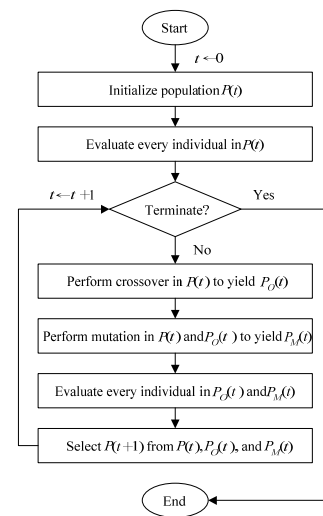 Start
t←0
Initialize population P(t)
Evaluate every individual in P(t)
t←t+1
Terminate?
Yes
No
Perform crossover in P(t) to yield P_O(t)
Perform mutation in P(t) and P_O(t) to yield P_M(t)
Evaluate every individual in P_O(t) and P_M(t)
Select P(t+1) from P(t), P_O(t), and P_M(t)
End